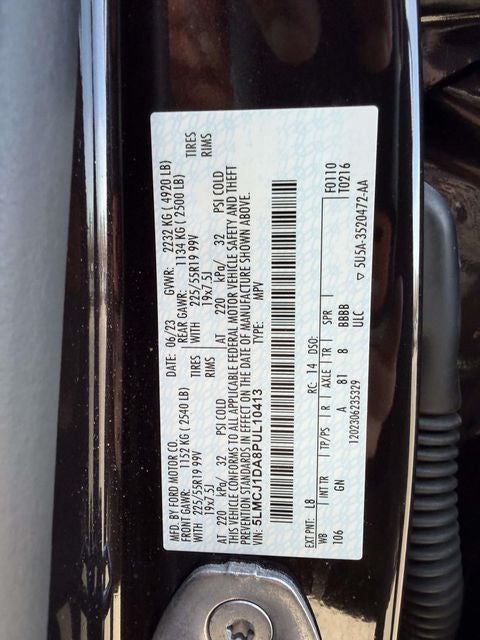 MFD. BY FORD MOTOR CO.
DATE: 06/23 GVWR: 2232 KG ( 4920 LB)
FRONT GAWR: 1152 KG ( 2540 LB) REAR GAWR: 1134 KG ( 2500 LB)
WITH 225/55R19 99V TIRES WITH 225/55R19 99V TIRES
19x7.5J RIMS 19x7.5J RIMS
AT 220 kPa/ 32 PSI COLD AT 220 kPa/ 32 PSI COLD
THIS VEHICLE CONFORMS TO ALL APPLICABLE FEDERAL MOTOR VEHICLE SAFETY AND THEFT
PREVENTION STANDARDS IN EFFECT ON THE DATE OF MANUFACTURE SHOWN ABOVE.
VIN: 5LMCJ1DA8PUL10413 TYPE: MPV
F0110
T0216
EXT PNT: L8 RC: 14 DSO:
WB INT TR TP/PS R AXLE TR SPR
106 GN A 81 8 BBBB
1202306235329 ULC
▽ 5U5A-3520472-AA